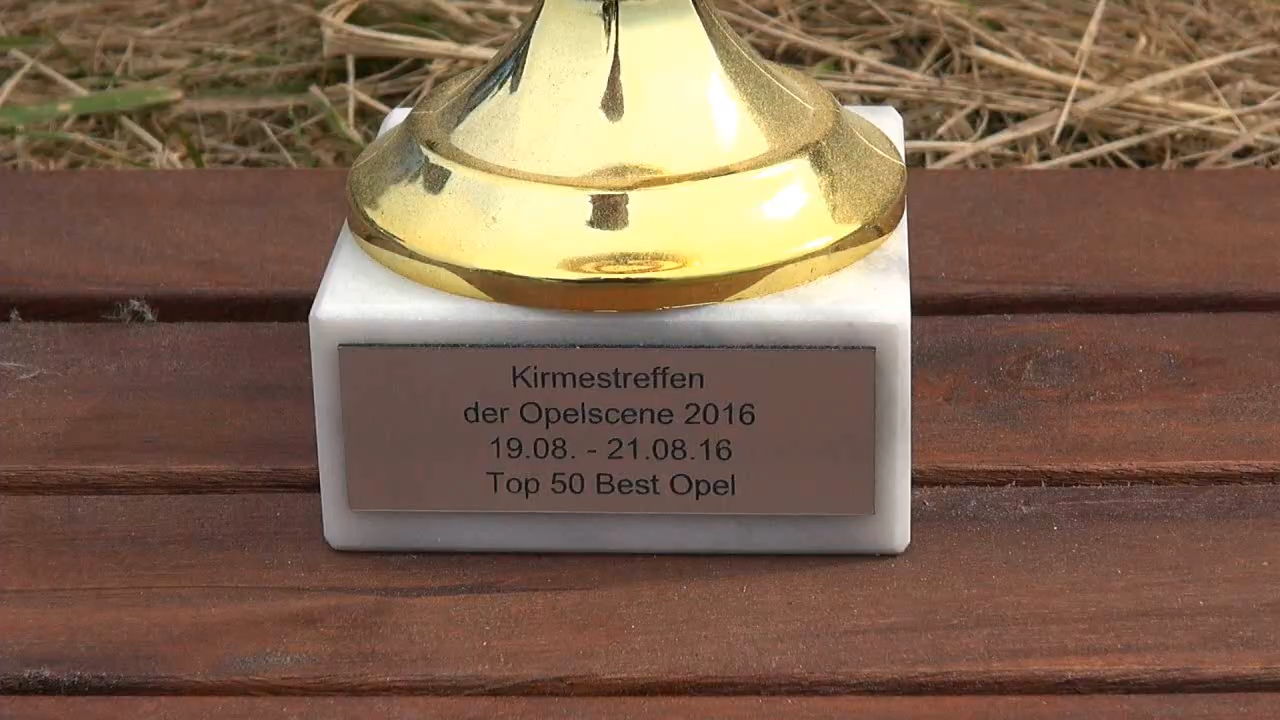 Kirmestreffen
der Opelscene 2016
19.08. - 21.08.16
Top 50 Best Opel